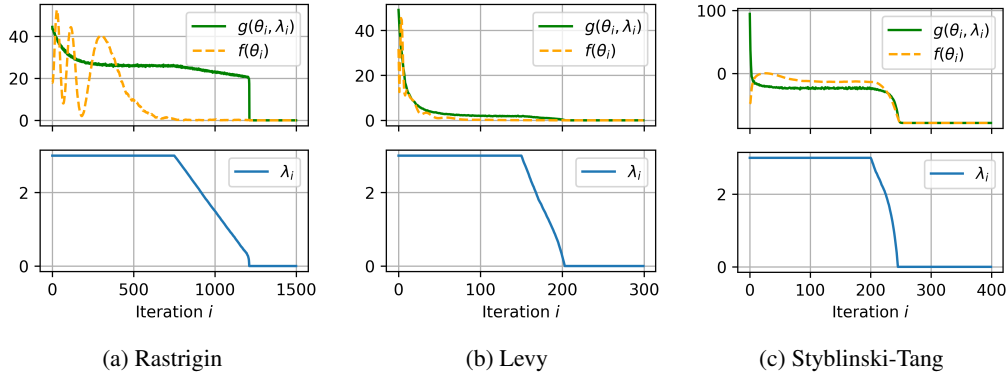 40
20
0
g(θᵢ, λᵢ)
f(θᵢ)
2
0
λᵢ
0 500 1000 1500
Iteration i
(a) Rastrigin
40
20
0
g(θᵢ, λᵢ)
f(θᵢ)
2
0
λᵢ
0 100 200 300
Iteration i
(b) Levy
100
0
g(θᵢ, λᵢ)
f(θᵢ)
2
0
λᵢ
0 100 200 300 400
Iteration i
(c) Styblinski-Tang